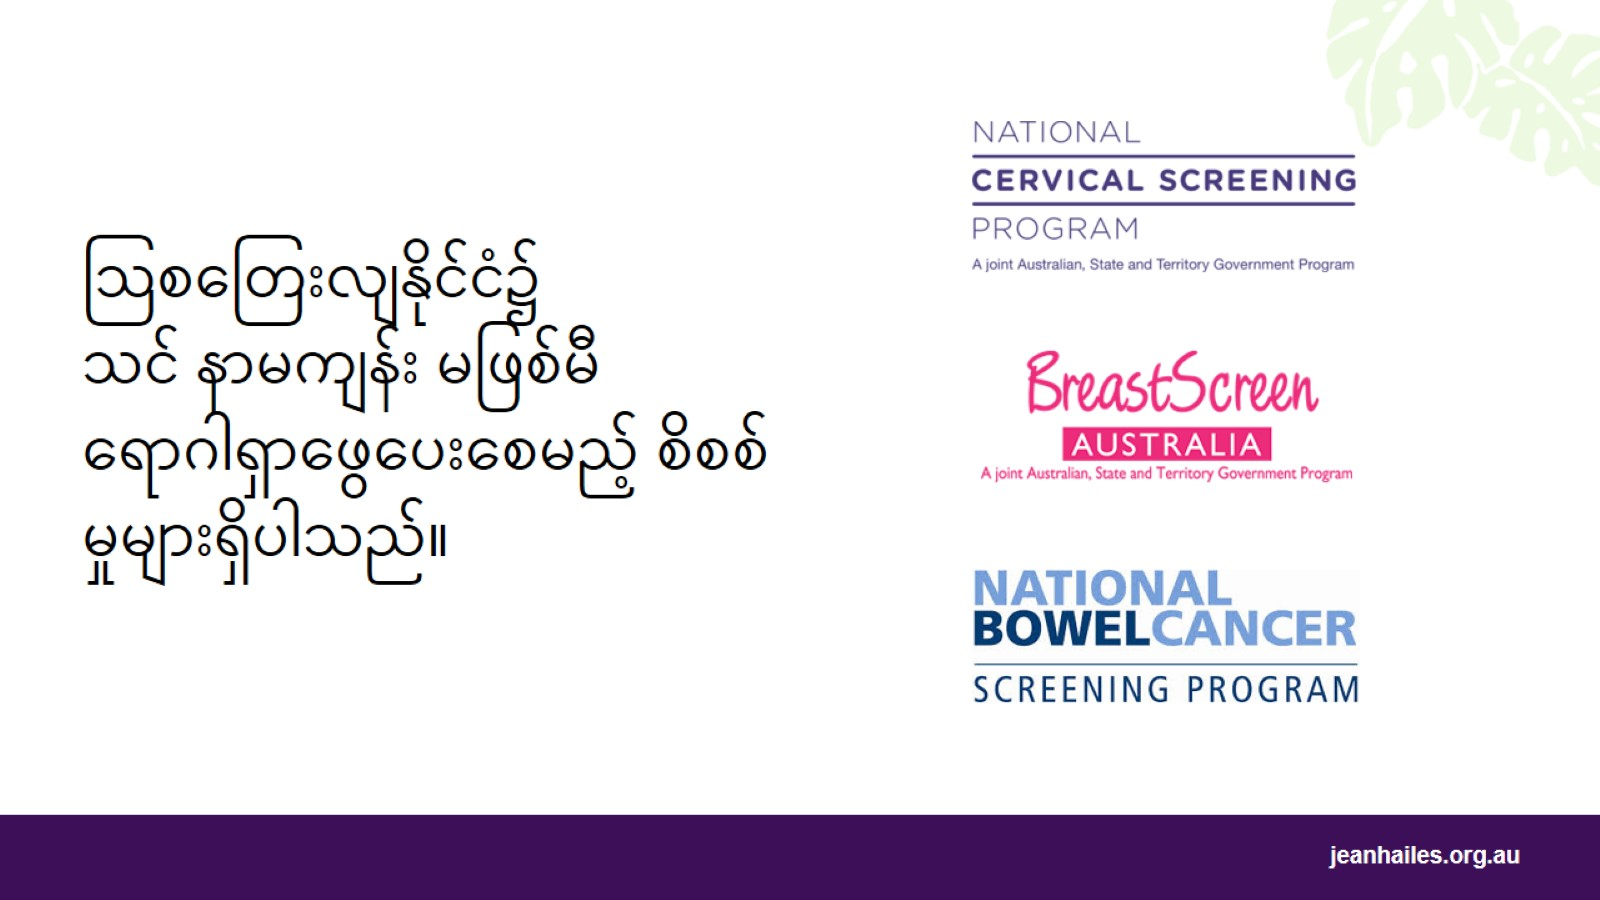 ဩစတြေးလျနိုင်ငံ၌
သင် နာမကျန်း မဖြစ်မီ
ရောဂါရှာဖွေပေးစေမည့် စိစစ်
မှုများရှိပါသည်။
NATIONAL
CERVICAL SCREENING
PROGRAM
A joint Australian, State and Territory Government Program
BreastScreen
AUSTRALIA
A joint Australian, State and Territory Government Program
NATIONAL
BOWELCANCER
SCREENING PROGRAM
jeanhailes.org.au